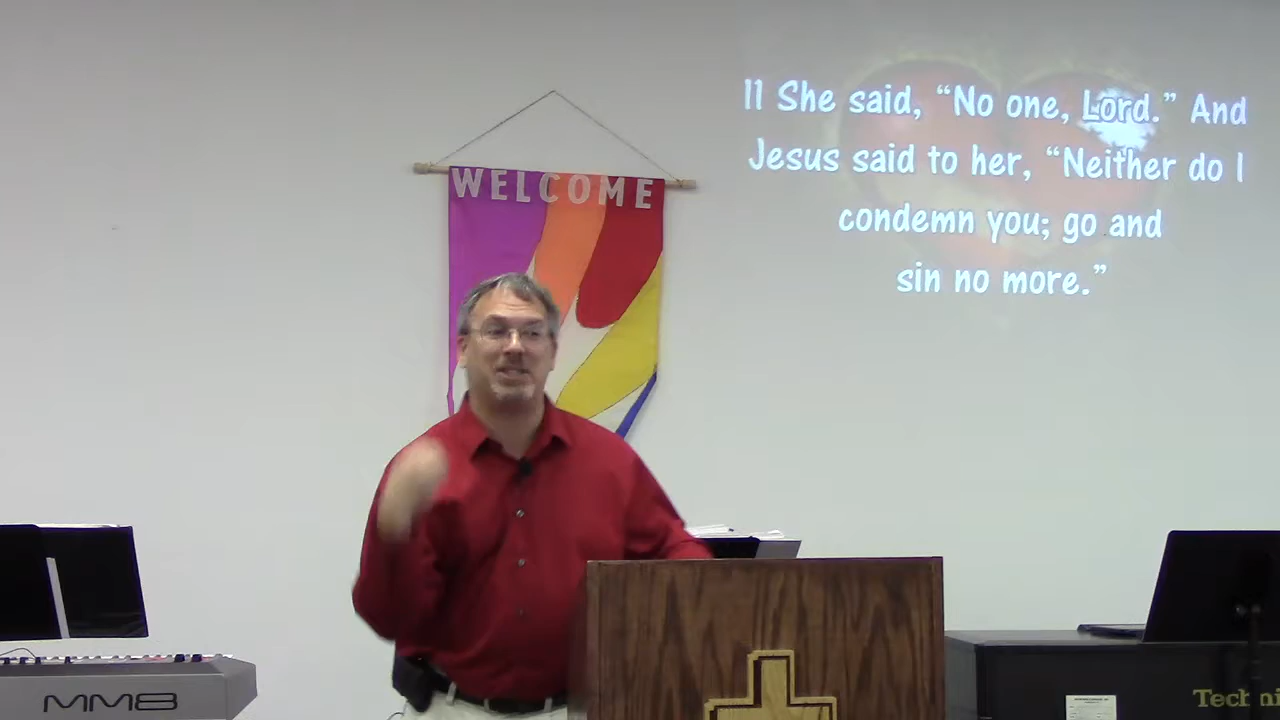 WELCOME
11 She said, “No one, Lord.” And
Jesus said to her, “Neither do I
condemn you; go and
sin no more.”
MM8
Techni